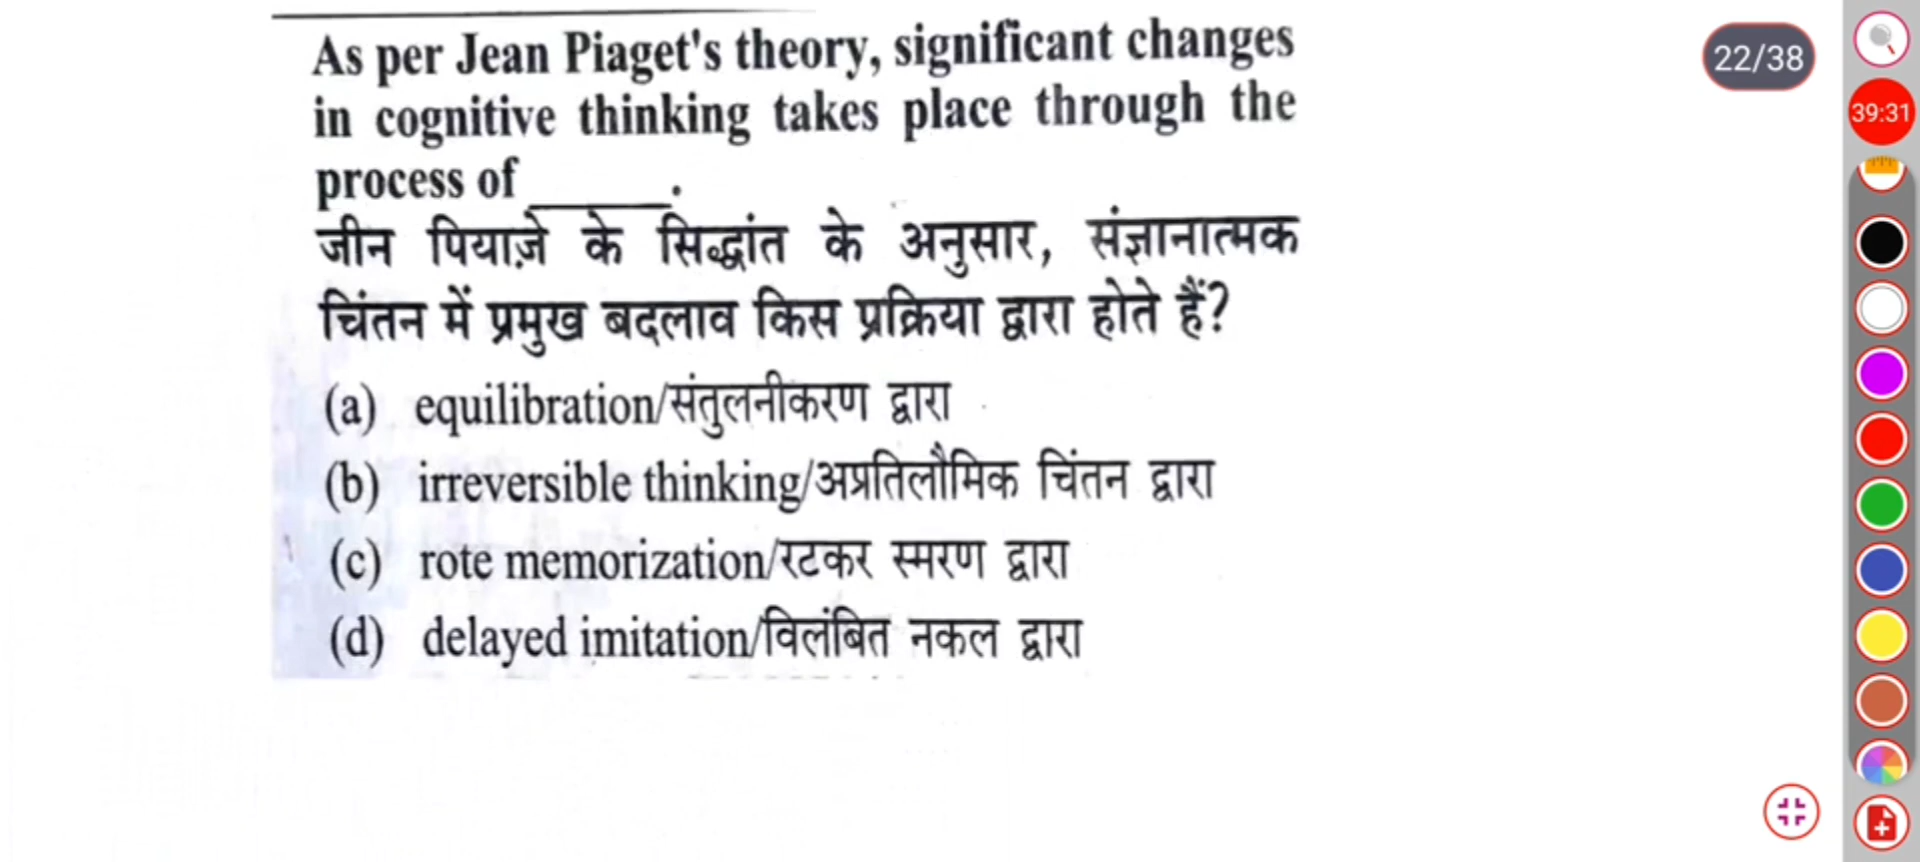 As per Jean Piaget's theory, significant changes
in cognitive thinking takes place through the
process of ______.
जीन पियाज़े के सिद्धांत के अनुसार, संज्ञानात्मक
चिंतन में प्रमुख बदलाव किस प्रक्रिया द्वारा होते हैं?
(a) equilibration/संतुलनीकरण द्वारा
(b) irreversible thinking/अप्रतिलौमिक चिंतन द्वारा
(c) rote memorization/रटकर स्मरण द्वारा
(d) delayed imitation/विलंबित नकल द्वारा
22/38
39:31